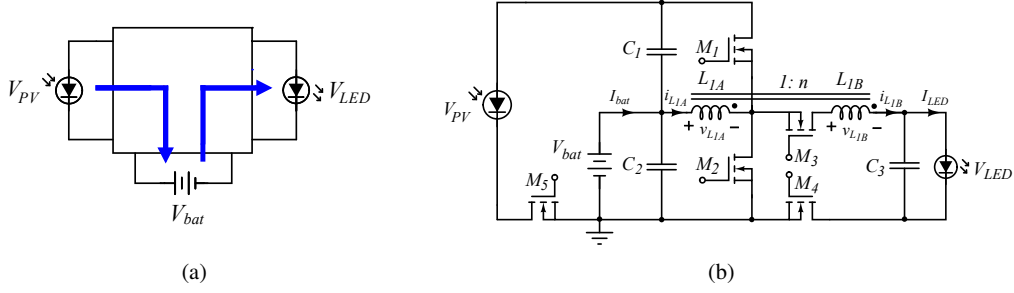 V_PV
V_LED
V_bat
(a)
C_1
M_1
L_1A
1: n
L_1B
I_bat
i_L1A
i_L1B
I_LED
+ v_L1A −
+ v_L1B −
V_PV
V_bat
C_2
M_2
M_3
M_4
C_3
V_LED
M_5
(b)